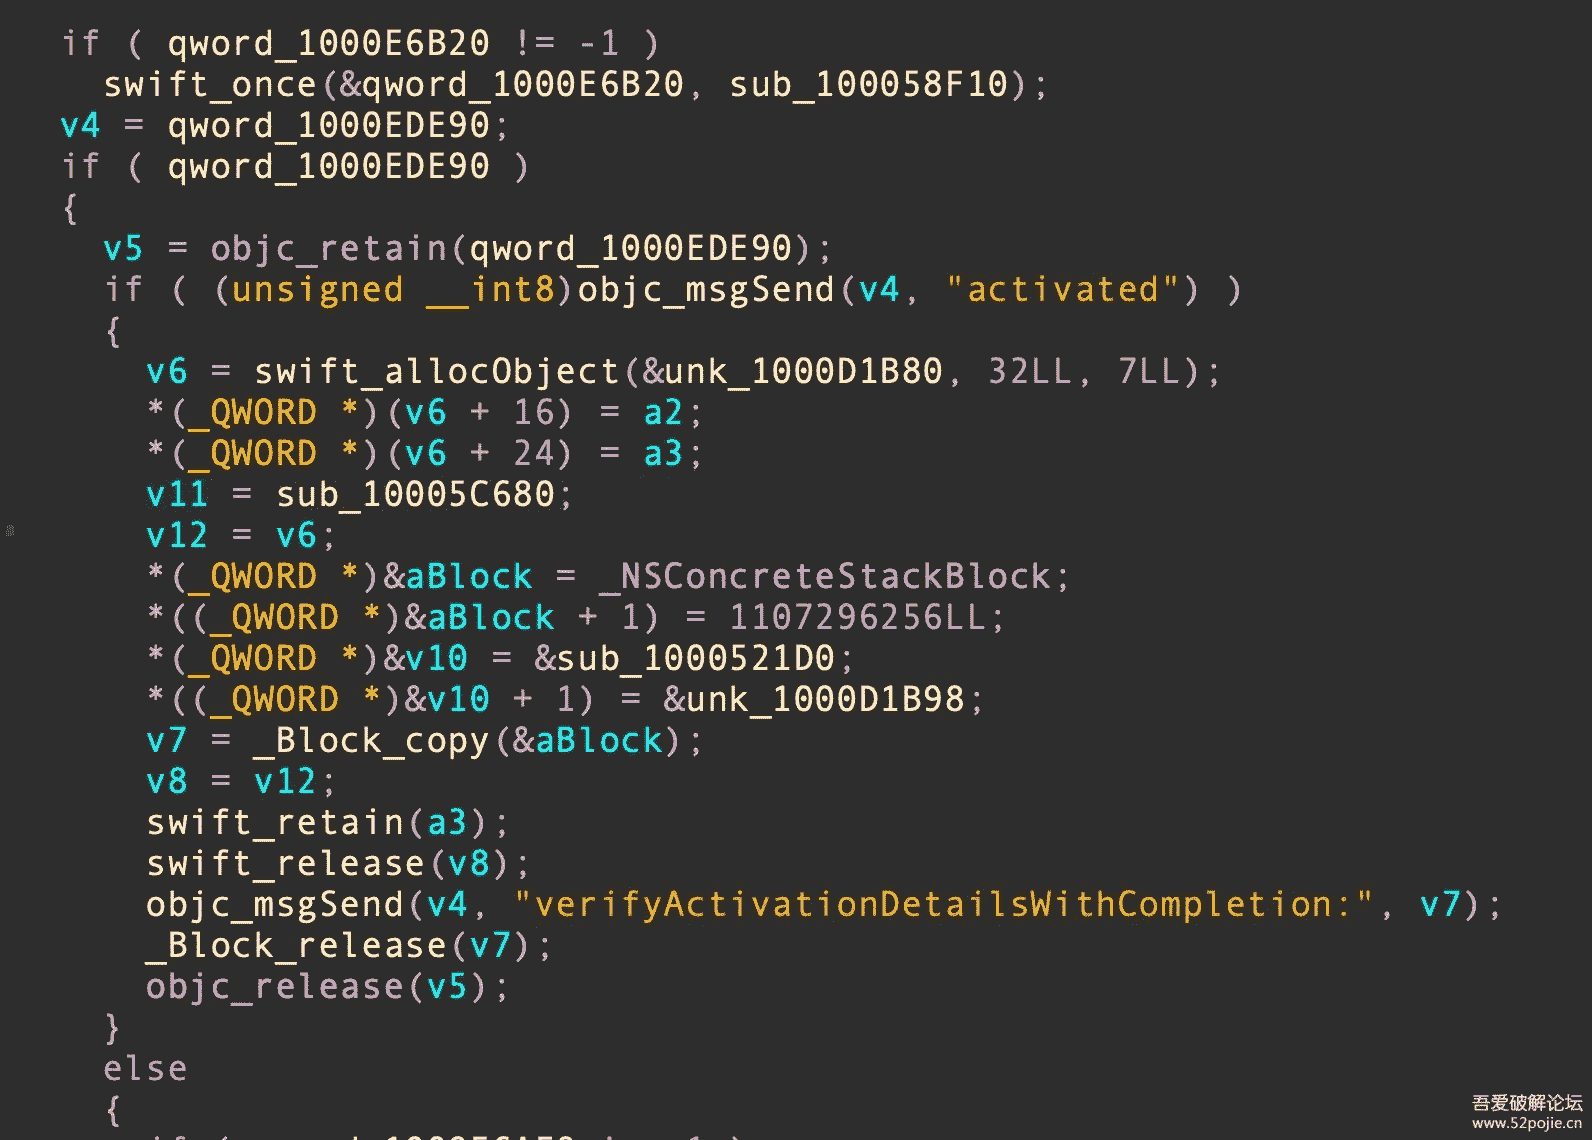 if ( qword_1000E6B20 != -1 )
swift_once(&qword_1000E6B20, sub_100058F10);
v4 = qword_1000EDE90;
if ( qword_1000EDE90 )
{
v5 = objc_retain(qword_1000EDE90);
if ( (unsigned __int8)objc_msgSend(v4, "activated") )
{
v6 = swift_allocObject(&unk_1000D1B80, 32LL, 7LL);
*(_QWORD *)(v6 + 16) = a2;
*(_QWORD *)(v6 + 24) = a3;
v11 = sub_10005C680;
v12 = v6;
*(_QWORD *)&aBlock = _NSConcreteStackBlock;
*((_QWORD *)&aBlock + 1) = 1107296256LL;
*(_QWORD *)&v10 = &sub_1000521D0;
*((_QWORD *)&v10 + 1) = &unk_1000D1B98;
v7 = _Block_copy(&aBlock);
v8 = v12;
swift_retain(a3);
swift_release(v8);
objc_msgSend(v4, "verifyActivationDetailsWithCompletion:", v7);
_Block_release(v7);
objc_release(v5);
}
else
{
吾爱破解论坛
www.52pojie.cn